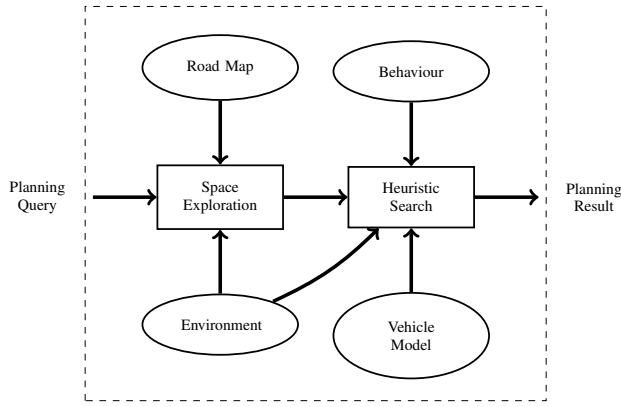 Road Map
Behaviour
Planning
Query
Space
Exploration
Heuristic
Search
Planning
Result
Environment
Vehicle
Model